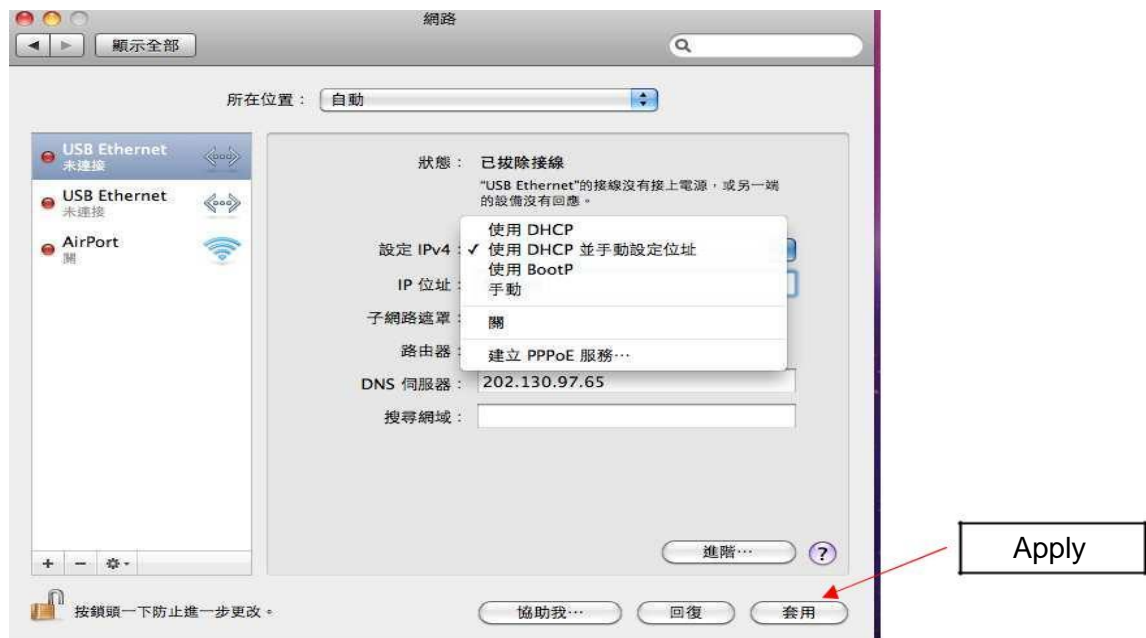 網路
顯示全部
所在位置： 自動
USB Ethernet
未連接
USB Ethernet
未連接
AirPort
關
狀態： 已拔除接線
“USB Ethernet”的接線沒有接上電源，或另一端
的設備沒有回應。
使用 DHCP
設定 IPv4： ✓ 使用 DHCP 並手動設定位址
使用 BootP
IP 位址：
手動
子網路遮罩：
關
路由器：
建立 PPPoE 服務…
DNS 伺服器： 202.130.97.65
搜尋網域：
進階… ?
Apply
按鎖頭一下防止進一步更改。
協助我… 回復 套用